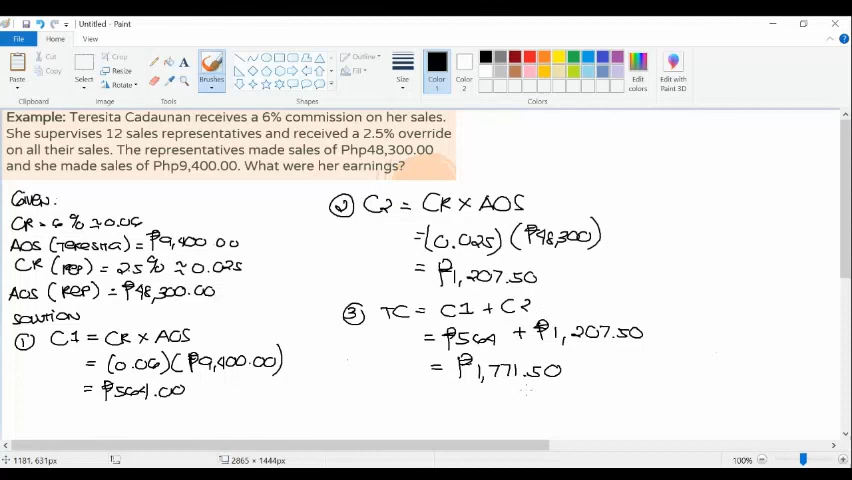 Untitled - Paint
File Home View
Paste
Cut
Copy
Clipboard
Select
Crop
Resize
Rotate
Image
A
Tools
Brushes
Outline
Fill
Shapes
Size
Color 1
Color 2
Edit colors
Edit with Paint 3D
Colors
Example: Teresita Cadaunan receives a 6% commission on her sales.
She supervises 12 sales representatives and received a 2.5% override
on all their sales. The representatives made sales of Php48,300.00
and she made sales of Php9,400.00. What were her earnings?
GIVEN:
CR = 6% ≈ 0.06
AOS (TERESITA) = ₱9,400.00
CR (REP) = 2.5% ≈ 0.025
AOS (REP) = ₱48,300.00
SOLUTION
① C1 = CR × AOS
= (0.06)(₱9,400.00)
= ₱564.00
② C2 = CR × AOS
= (0.025)(₱48,300)
= ₱1,207.50
③ TC = C1 + C2
= ₱564 + ₱1,207.50
= ₱1,771.50
1181, 631px
2865 × 1444px
100%